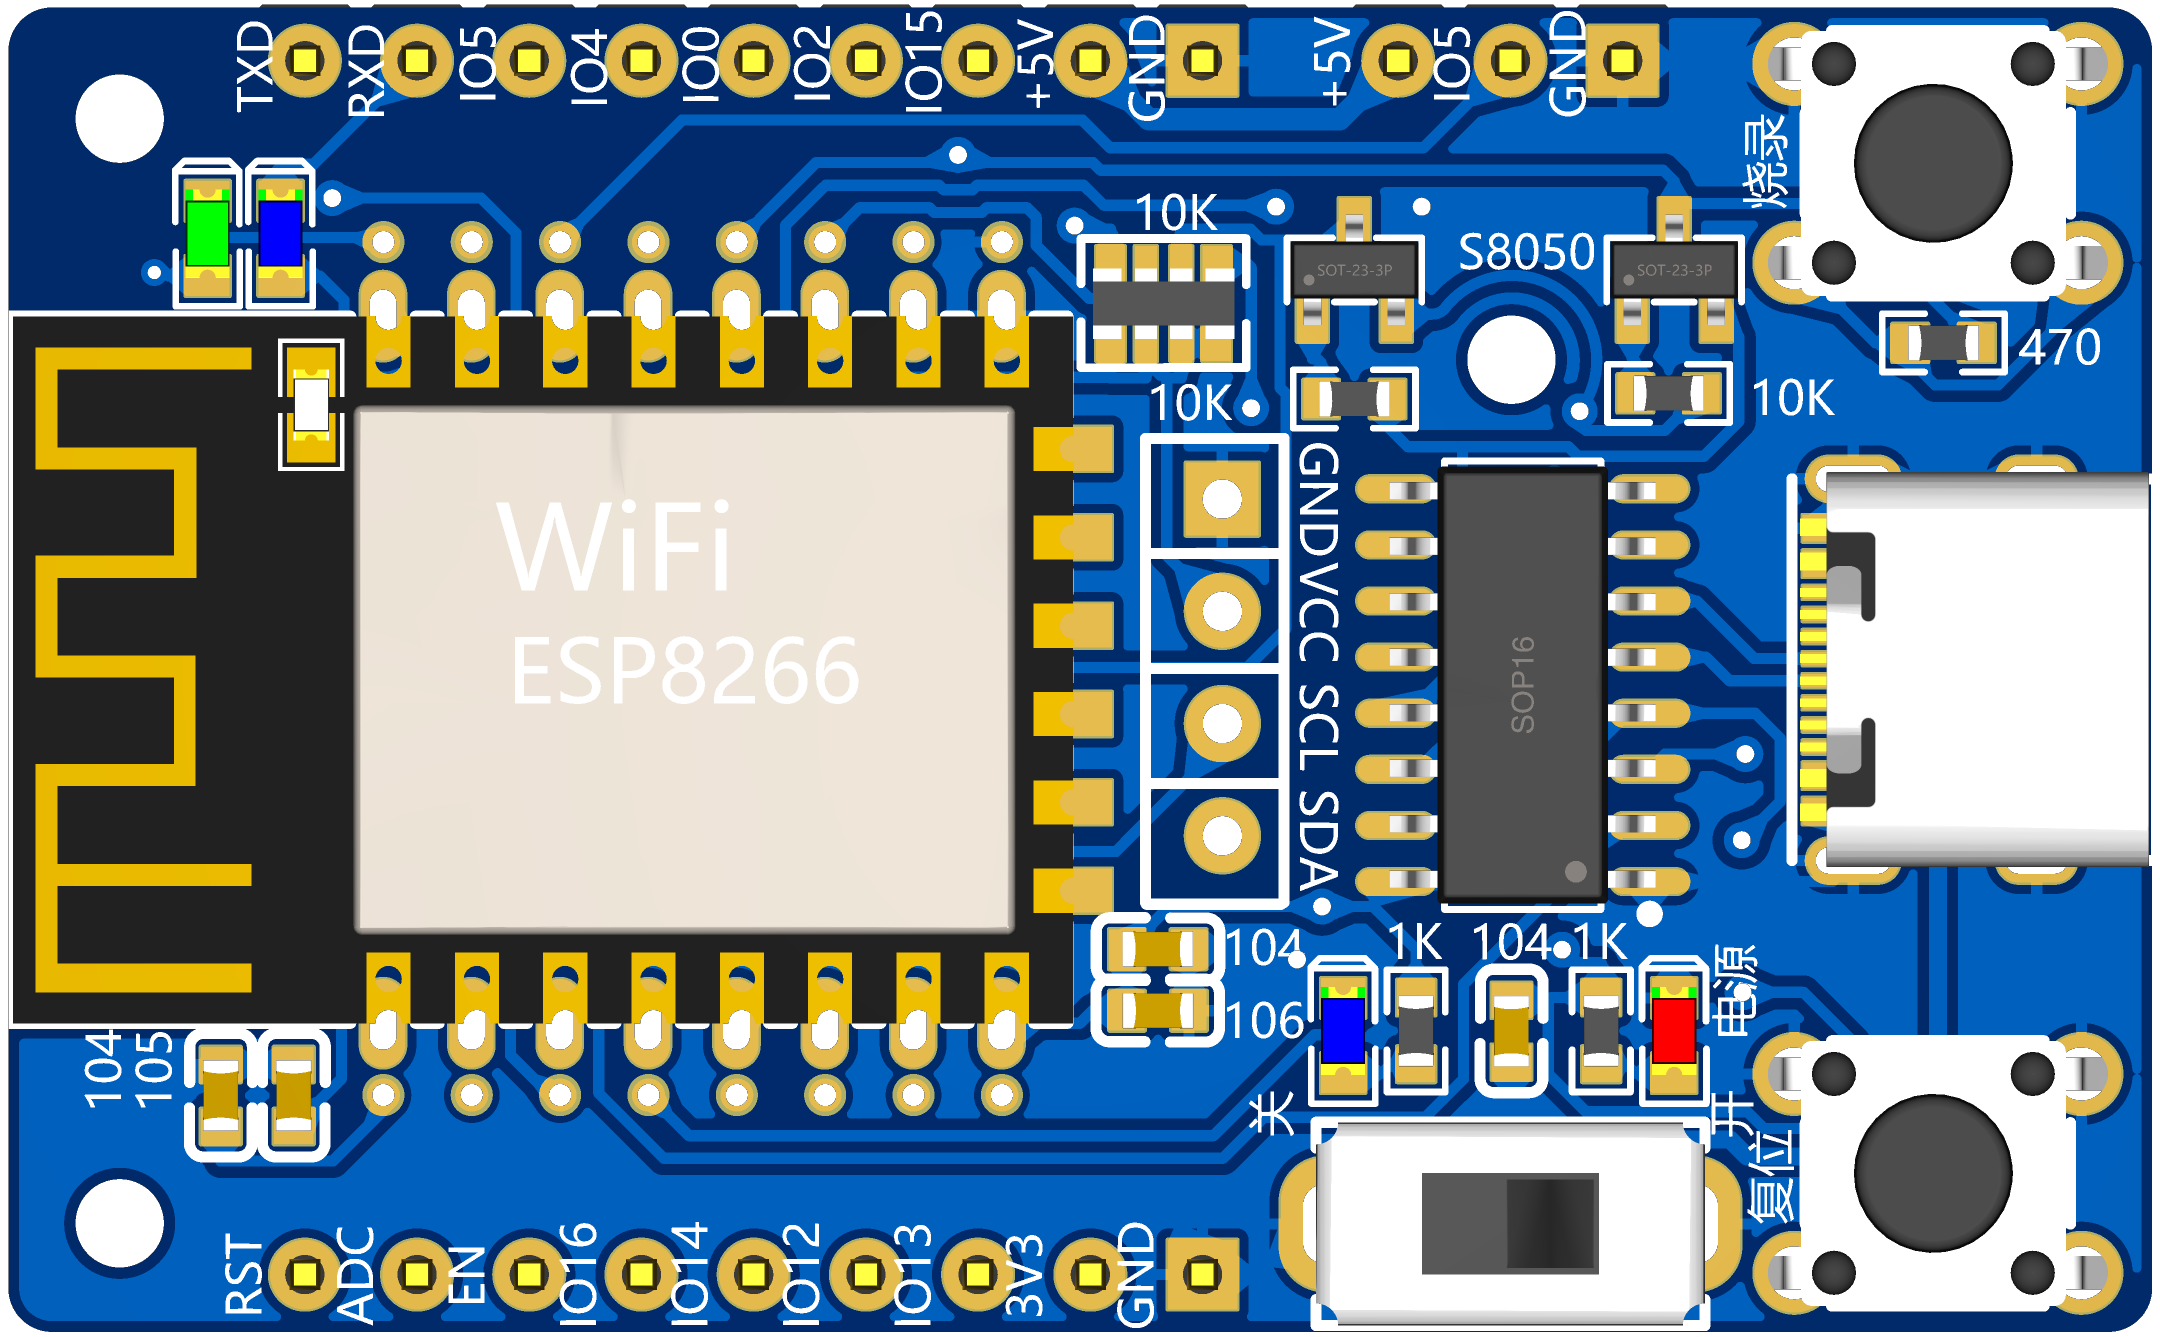 TXD
RXD
IO5
IO4
IO0
IO2
IO15
+5V
GND
+5V
IO5
GND
烧录
10K
SOT-23-3P
S8050
SOT-23-3P
470
10K
10K
WiFi
ESP8266
GND
VCC
SCL
SDA
SOP16
104
106
1K
104
1K
电源
104
105
关
开
复位
RST
ADC
EN
IO16
IO14
IO12
IO13
3V3
GND